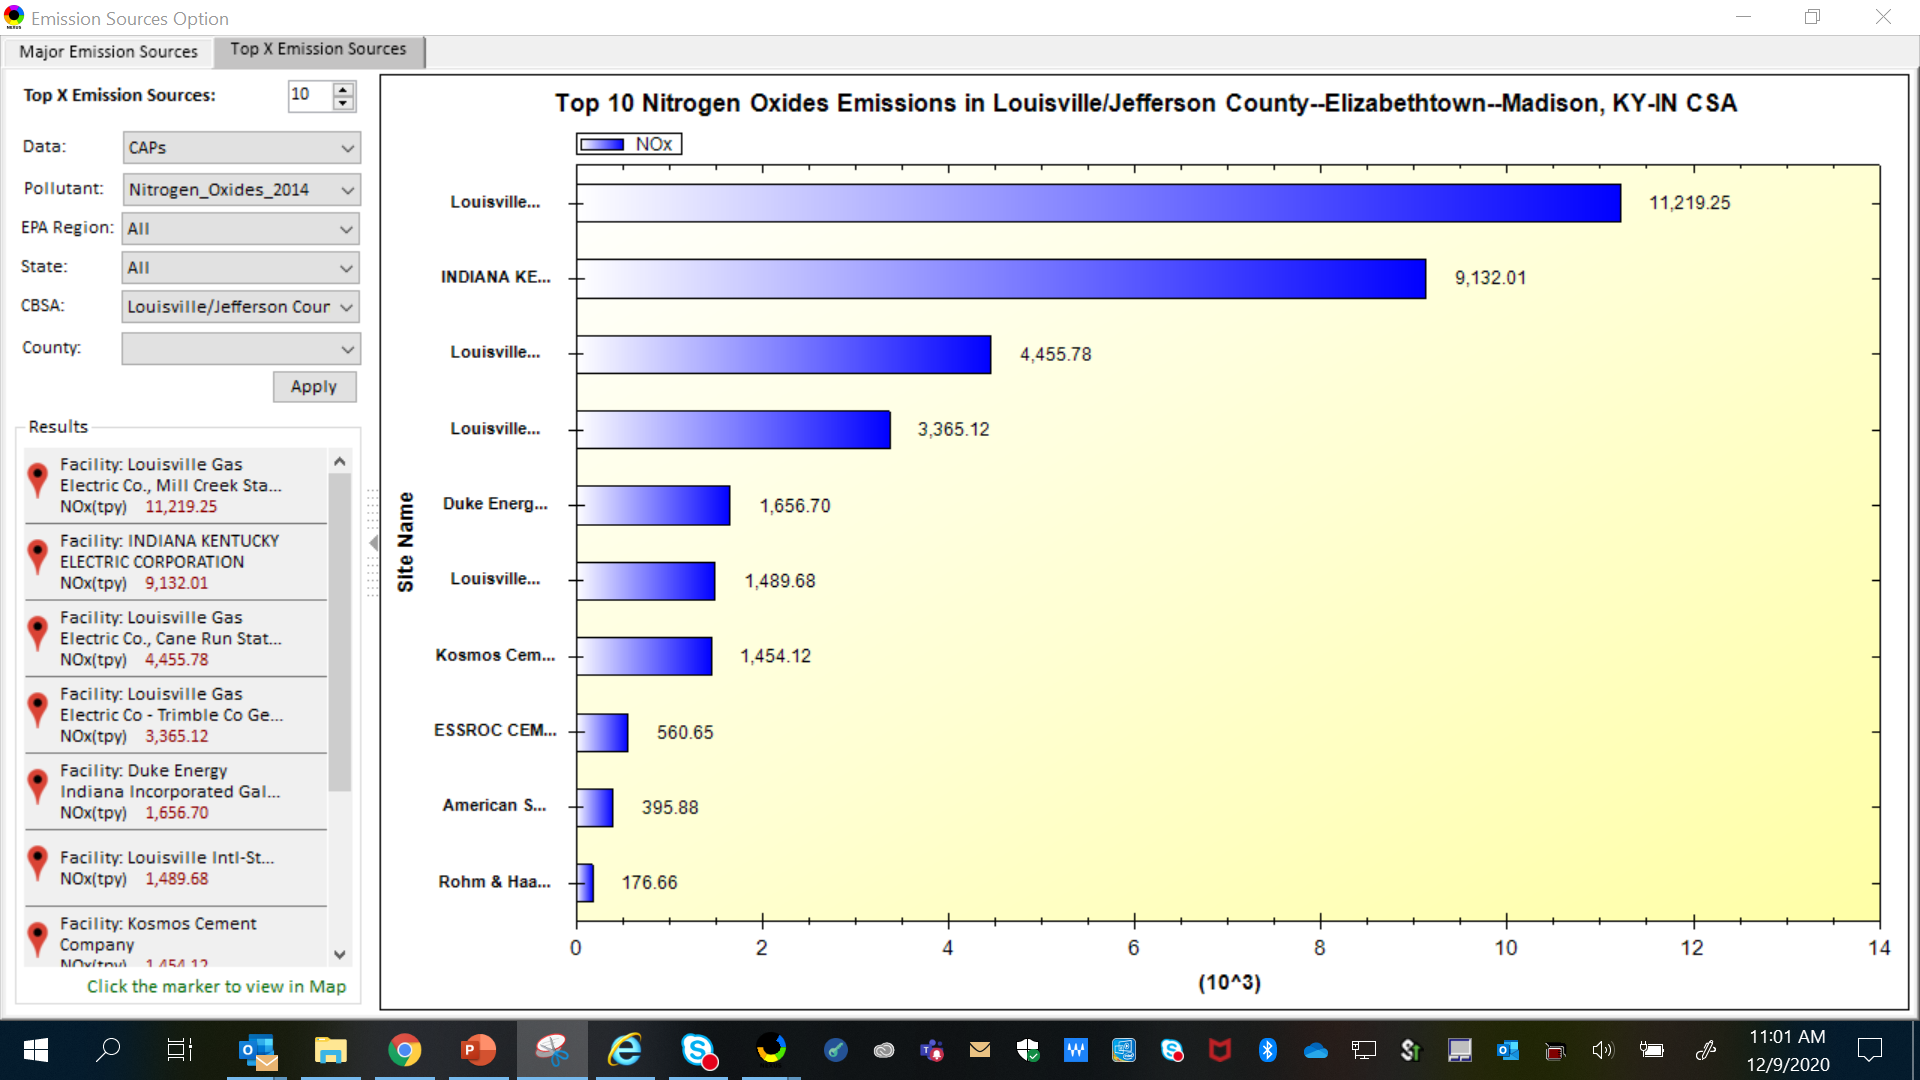 Emission Sources Option
Major Emission Sources
Top X Emission Sources
Top X Emission Sources:
10
Data:
CAPs
Pollutant:
Nitrogen_Oxides_2014
EPA Region:
All
State:
All
CBSA:
Louisville/Jefferson Cour
County:
Apply
Results
Facility: Louisville Gas
Electric Co., Mill Creek Sta...
NOx(tpy) 11,219.25
Facility: INDIANA KENTUCKY
ELECTRIC CORPORATION
NOx(tpy) 9,132.01
Facility: Louisville Gas
Electric Co., Cane Run Stat...
NOx(tpy) 4,455.78
Facility: Louisville Gas
Electric Co - Trimble Co Ge...
NOx(tpy) 3,365.12
Facility: Duke Energy
Indiana Incorporated Gal...
NOx(tpy) 1,656.70
Facility: Louisville Intl-St...
NOx(tpy) 1,489.68
Facility: Kosmos Cement
Company
NOx(tpy) 1,454.12
Click the marker to view in Map
Top 10 Nitrogen Oxides Emissions in Louisville/Jefferson County--Elizabethtown--Madison, KY-IN CSA
NOx
Site Name
Louisville... 11,219.25
INDIANA KE... 9,132.01
Louisville... 4,455.78
Louisville... 3,365.12
Duke Energ... 1,656.70
Louisville... 1,489.68
Kosmos Cem... 1,454.12
ESSROC CEM... 560.65
American S... 395.88
Rohm & Haa... 176.66
0 2 4 6 8 10 12 14
(10^3)
11:01 AM
12/9/2020